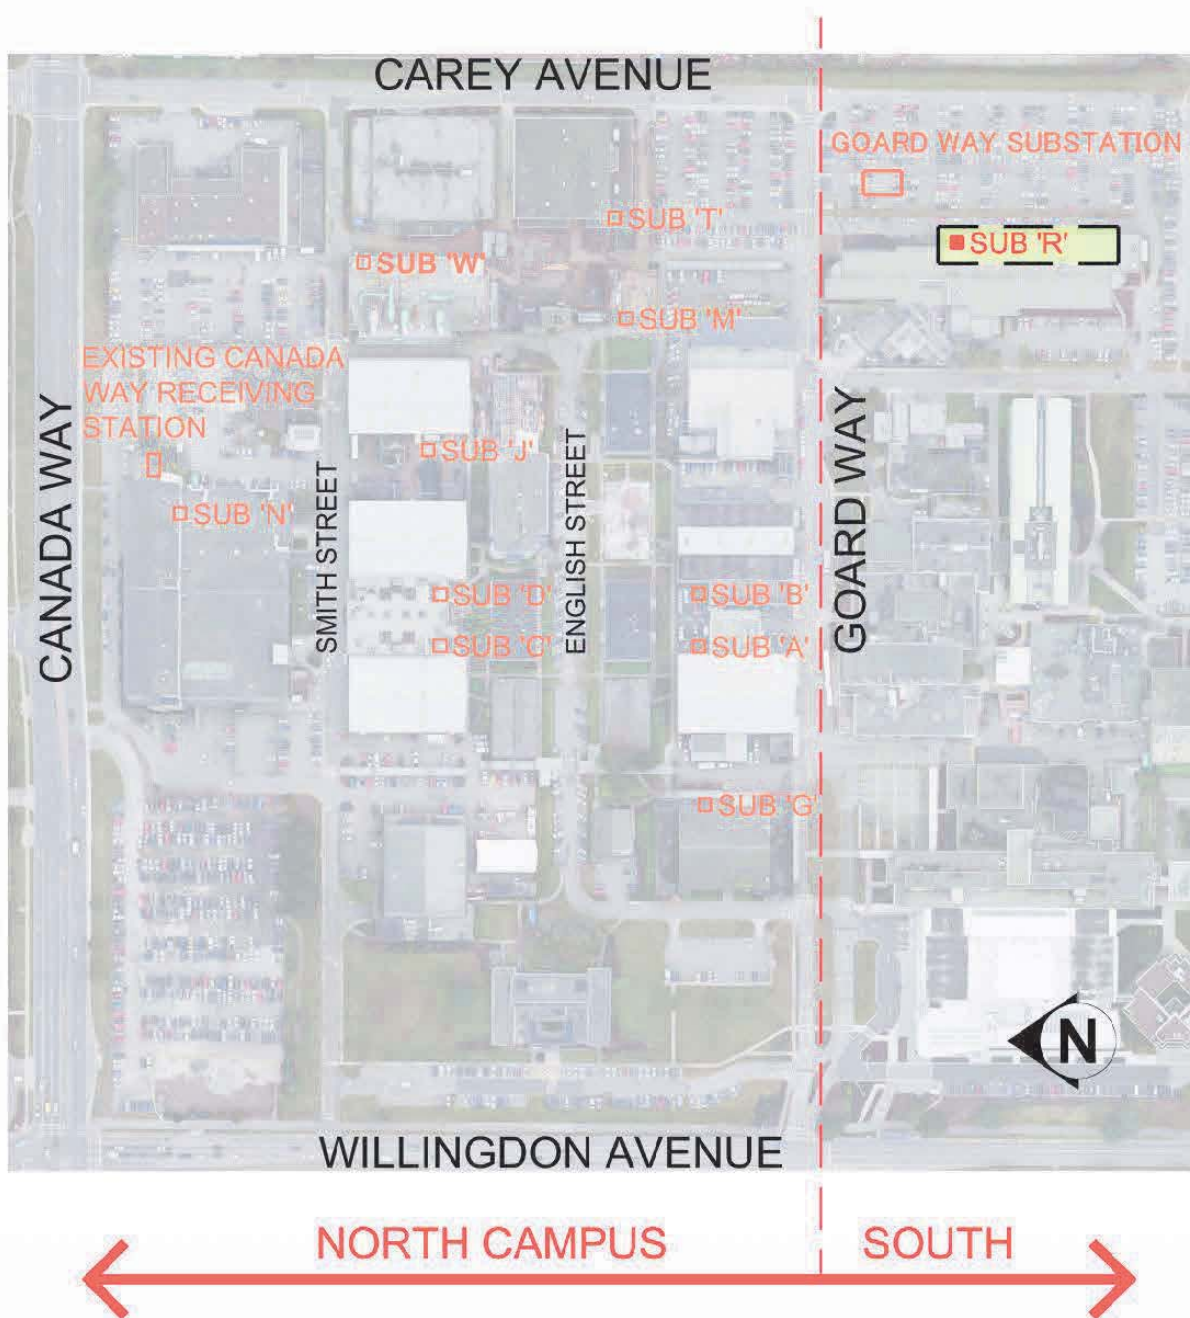 CAREY AVENUE
GOARD WAY SUBSTATION
SUB 'T'
SUB 'R'
SUB 'W'
SUB 'M'
EXISTING CANADA
WAY RECEIVING
STATION
CANADA WAY
SMITH STREET
ENGLISH STREET
GOARD WAY
SUB 'J'
SUB 'N'
SUB 'D'
SUB 'B'
SUB 'C'
SUB 'A'
SUB 'G'
N
WILLINGDON AVENUE
NORTH CAMPUS
SOUTH